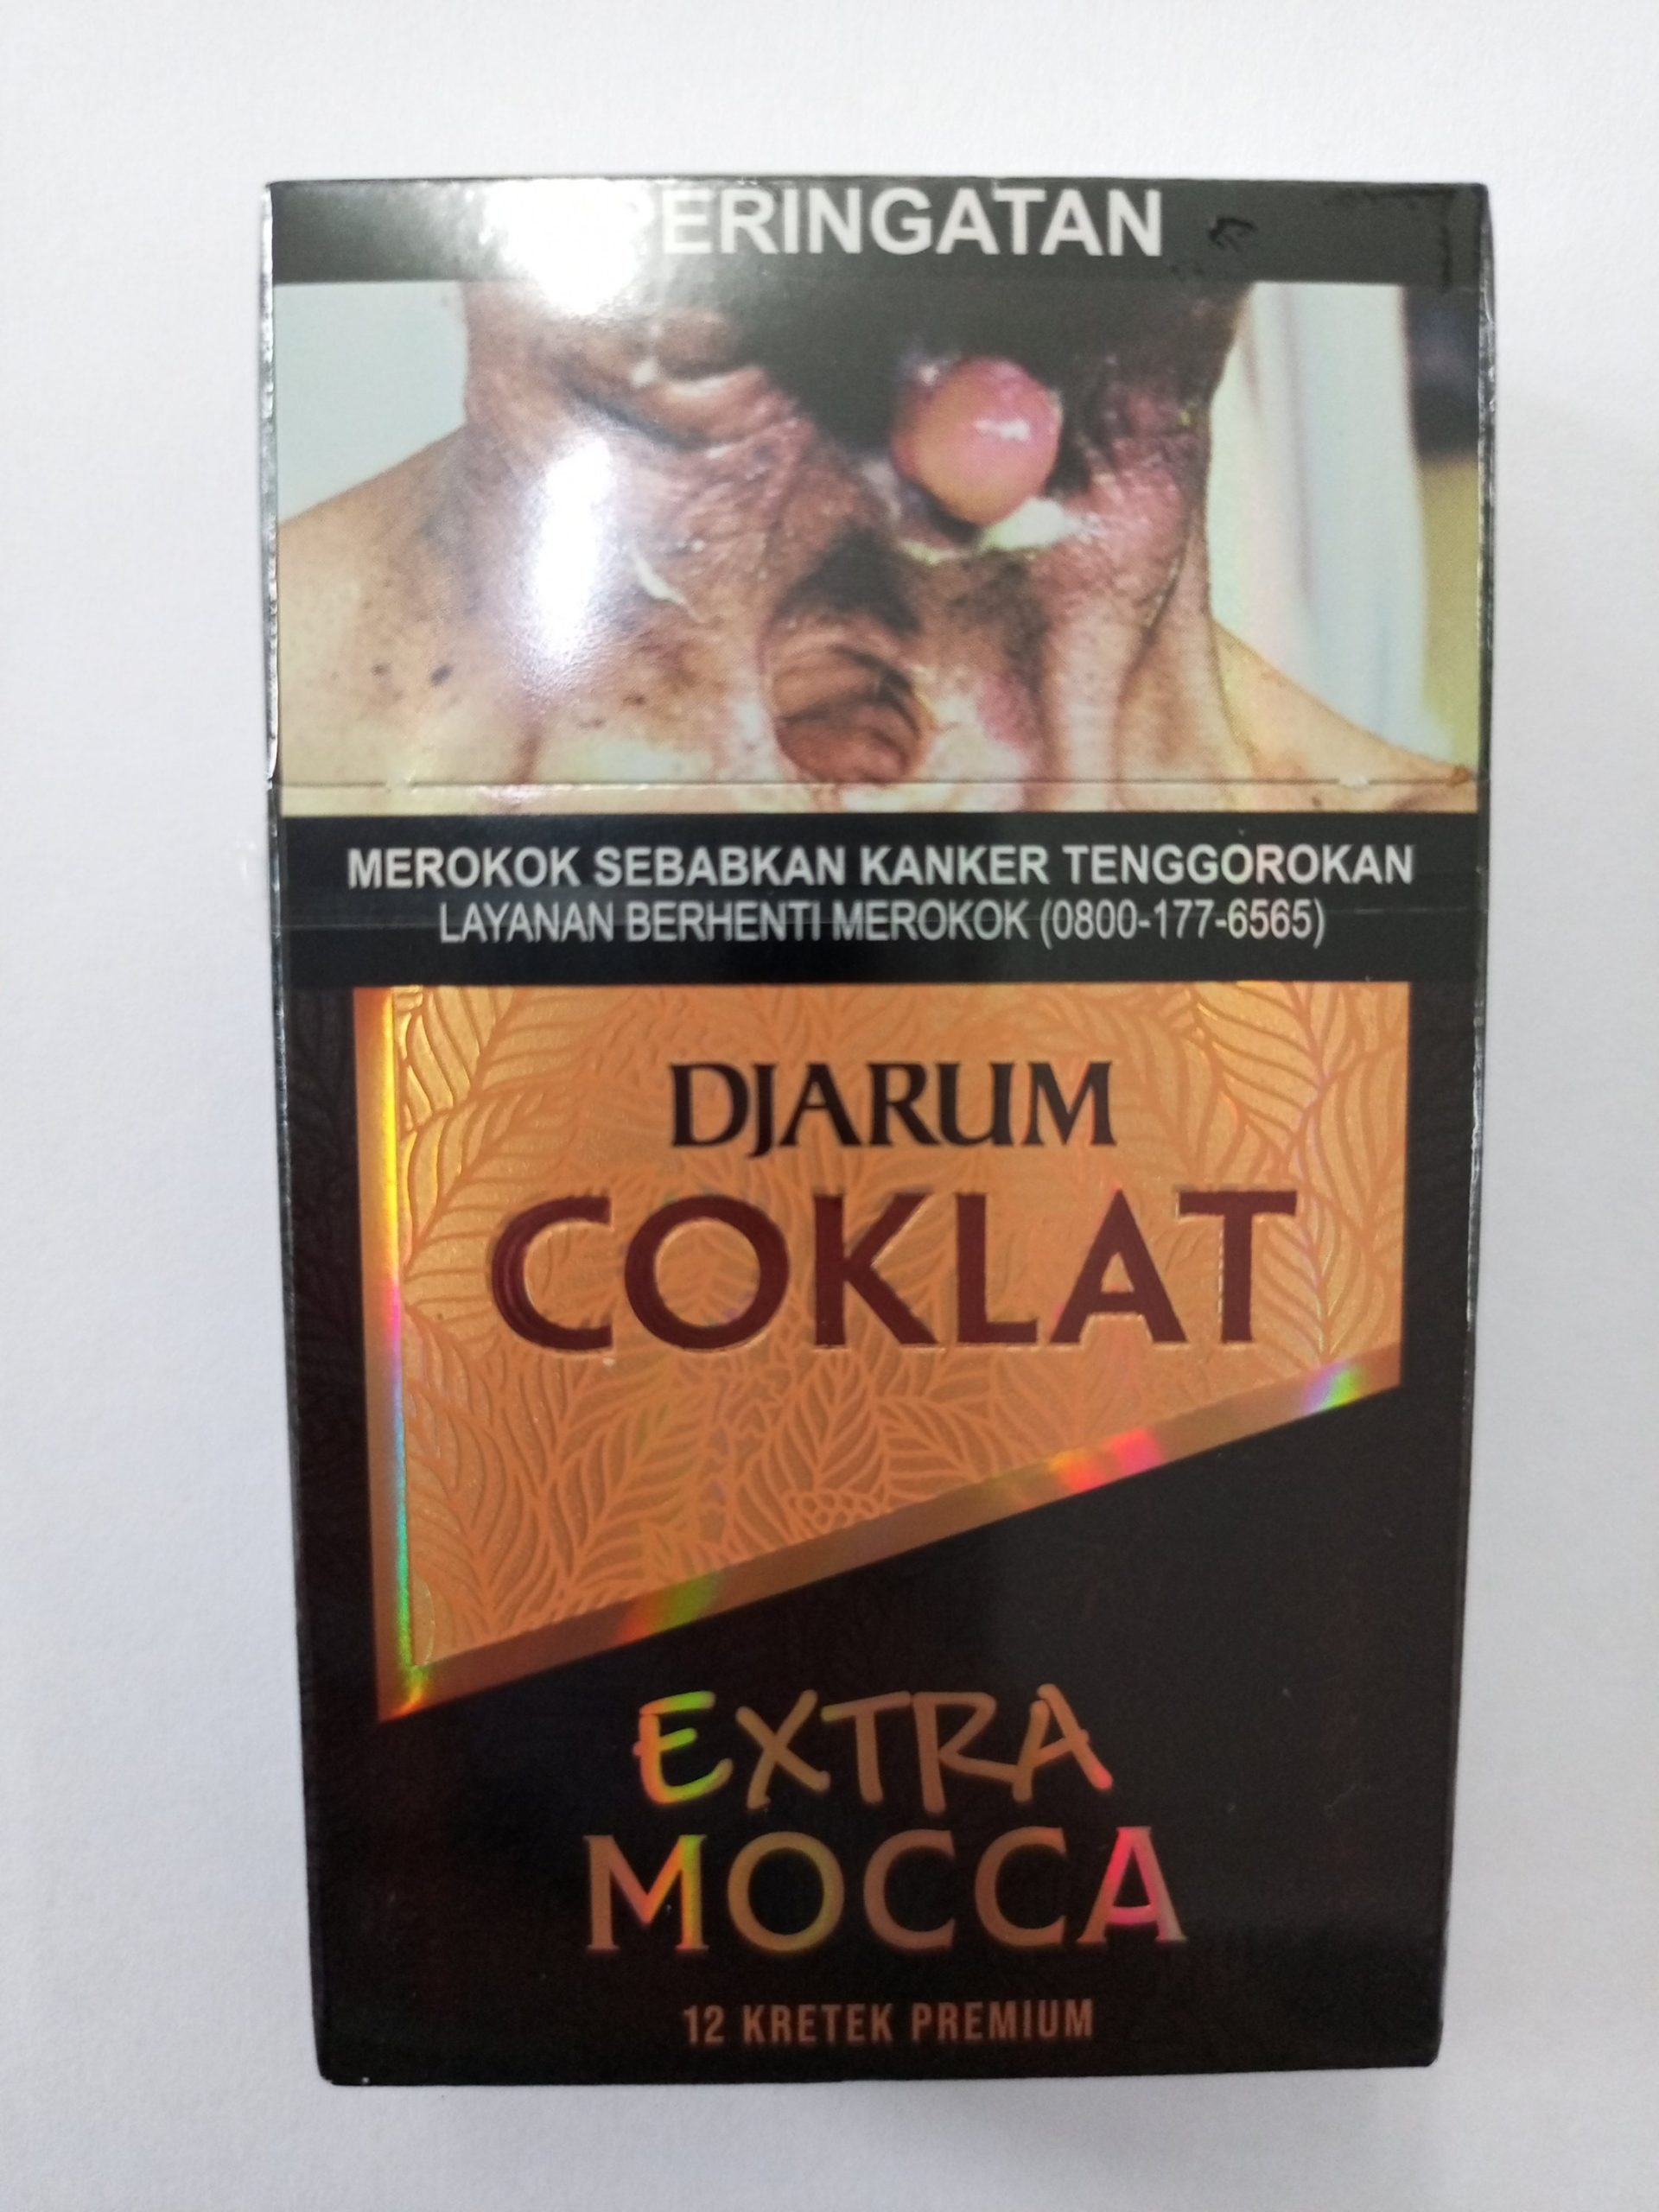 PERINGATAN
MEROKOK SEBABKAN KANKER TENGGOROKAN
LAYANAN BERHENTI MEROKOK (0800-177-6565)
DJARUM
COKLAT
EXTRA
MOCCA
12 KRETEK PREMIUM